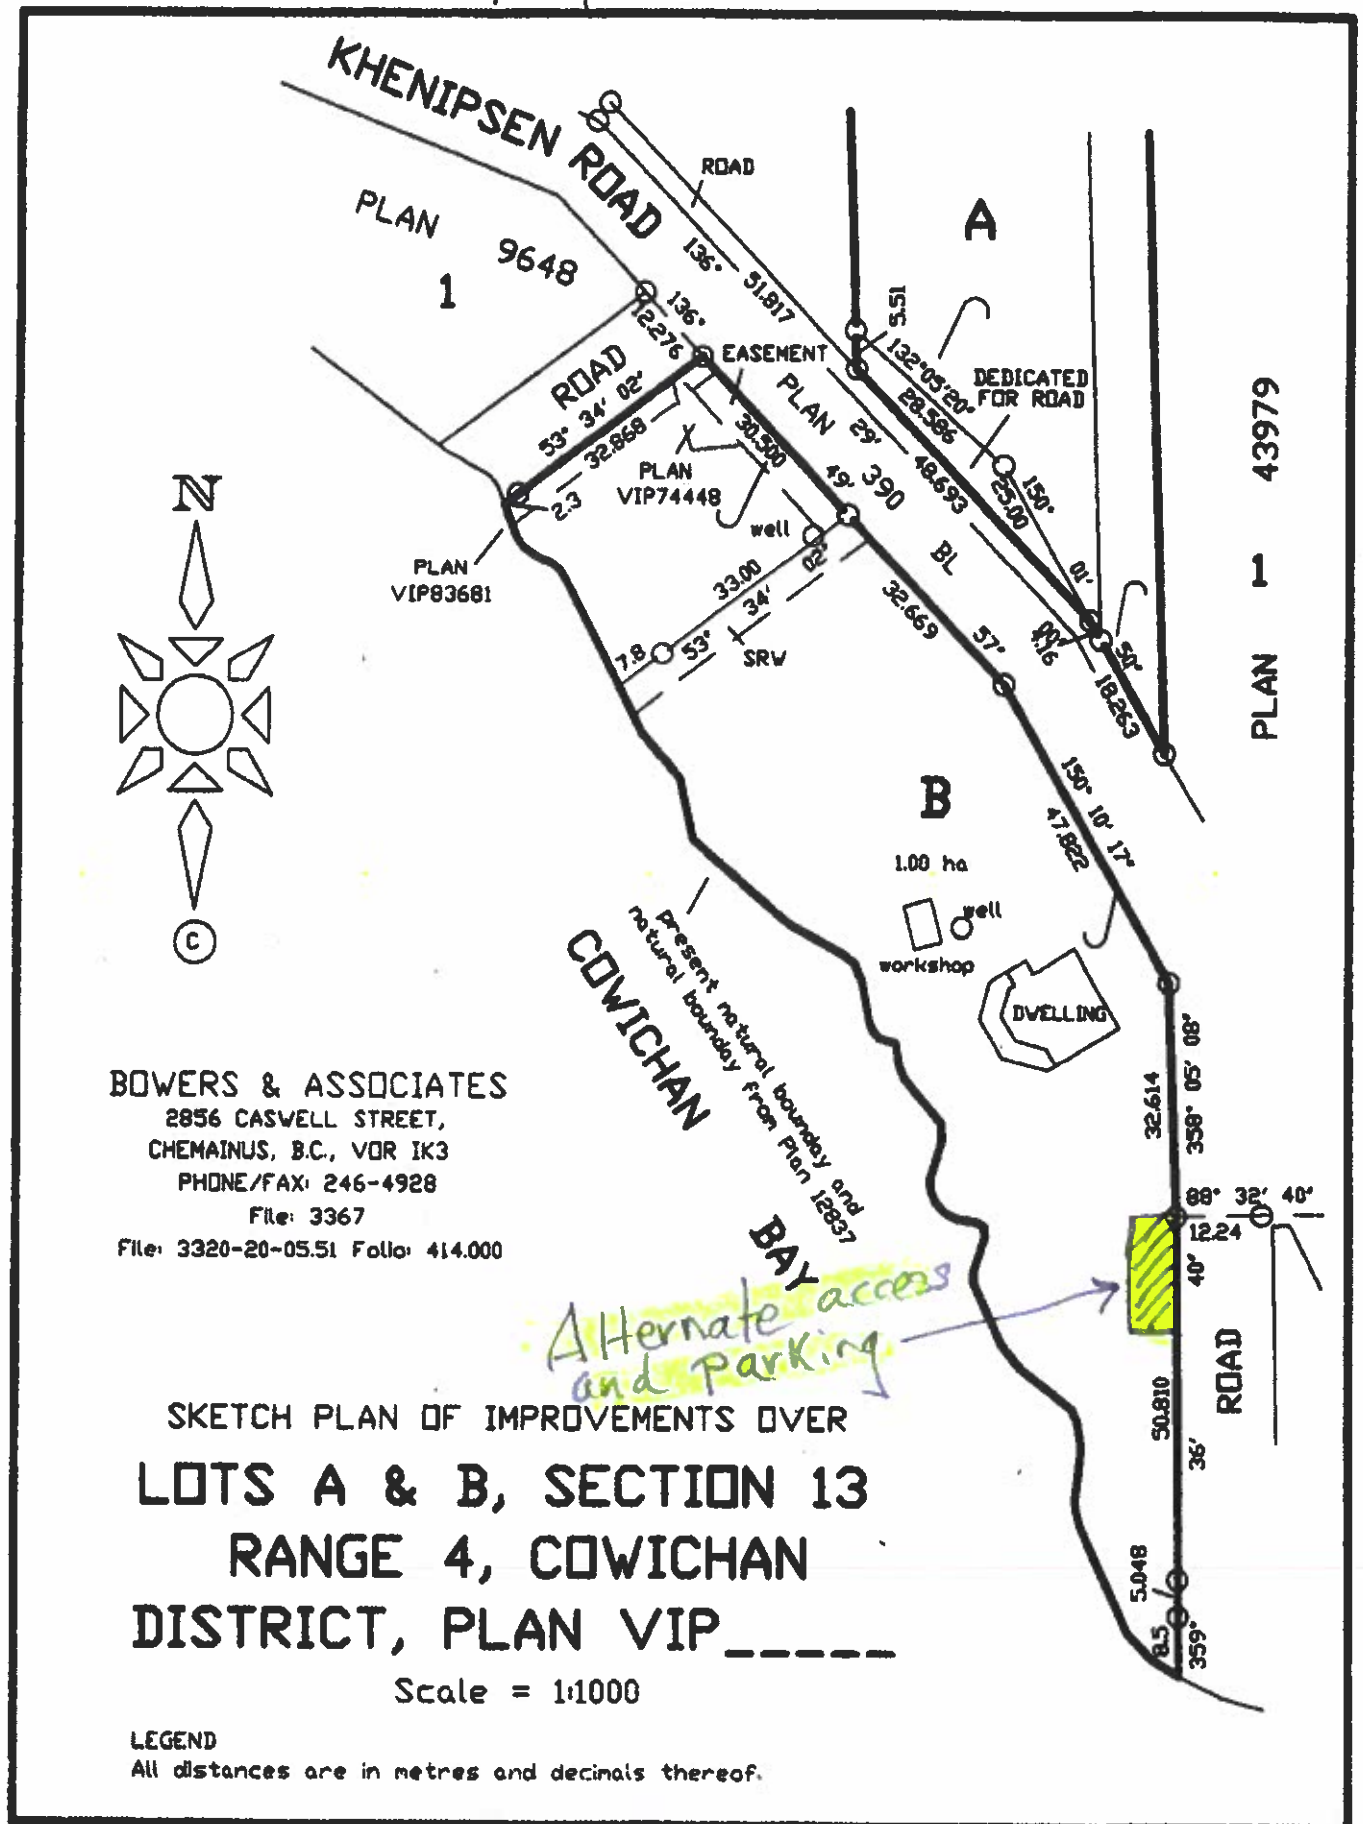 KHENIPSEN ROAD
ROAD
PLAN 9648
1
A
136°
51.817
5.51
132°05'20"
28.586
DEDICATED
FOR ROAD
136°
12.276
EASEMENT
ROAD
53° 34' 02"
32.868
30.500
PLAN 390 BL
29'
48.693
49'
25.00
150°
PLAN
VIP74448
2.3
well
PLAN
VIP83681
33.00
53° 34' 02"
7.8
SRW
32.669
57"
01'
00"
4.16
50"
18.263
PLAN 1 43979
N
C
B
1.00 ha
150° 10' 17"
47.822
well
workshop
DWELLING
present natural boundary and
natural bounday from Plan 12837
COWICHAN BAY
32.614
358° 05' 08"
88° 32' 40"
12.24
40"
ROAD
50.810
36'
5.048
8.5
359°
BOWERS & ASSOCIATES
2856 CASWELL STREET,
CHEMAINUS, B.C., VOR IK3
PHONE/FAX: 246-4928
File: 3367
File: 3320-20-05.51 Folio: 414.000
Alternate access
and parking
SKETCH PLAN OF IMPROVEMENTS OVER
LOTS A & B, SECTION 13
RANGE 4, COWICHAN
DISTRICT, PLAN VIP_____
Scale = 1:1000
LEGEND
All distances are in metres and decimals thereof.